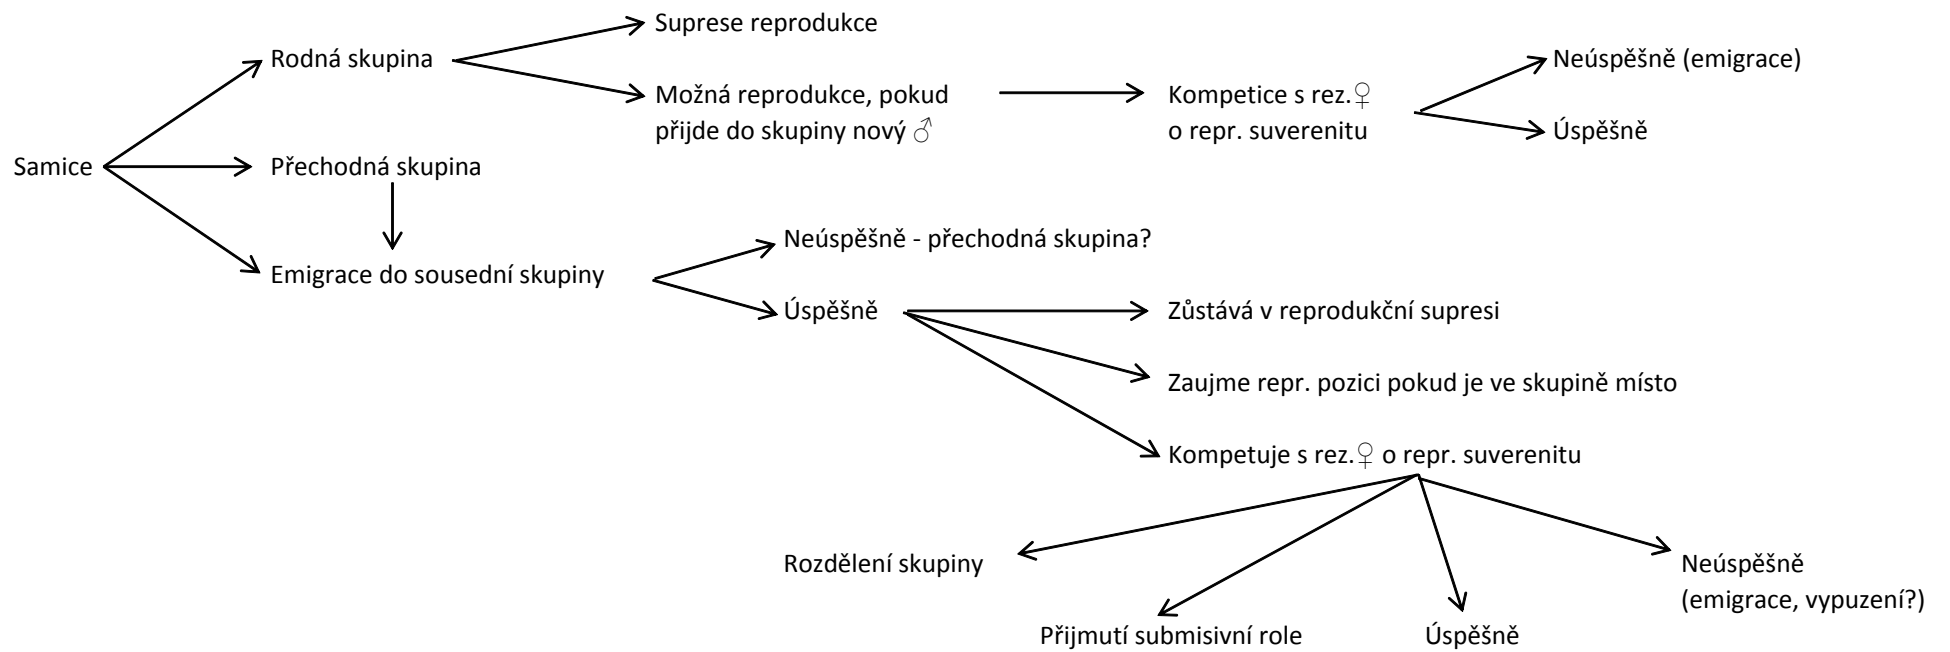 Suprese reprodukce
Rodná skupina
Neúspěšně (emigrace)
Možná reprodukce, pokud
přijde do skupiny nový ♂
Kompetice s rez.♀
o repr. suverenitu
Úspěšně
Samice
Přechodná skupina
Neúspěšně - přechodná skupina?
Emigrace do sousední skupiny
Úspěšně
Zůstává v reprodukční supresi
Zaujme repr. pozici pokud je ve skupině místo
Kompetuje s rez.♀ o repr. suverenitu
Rozdělení skupiny
Neúspěšně
(emigrace, vypuzení?)
Přijmutí submisivní role
Úspěšně